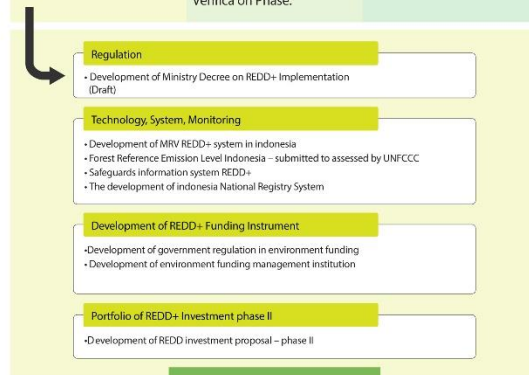 Verifica on Phase.
Regulation
• Development of Ministry Decree on REDD+ Implementation
(Draft)
Technology, System, Monitoring
• Development of MRV REDD+ system in indonesia
• Forest Reference Emission Level Indonesia – submitted to assessed by UNFCCC
• Safeguards information system REDD+
• The development of indonesia National Registry System
Development of REDD+ Funding Instrument
•Development of government regulation in environment funding
• Development of environment funding management institution
Portfolio of REDD+ Investment phase II
•Development of REDD investment proposal – phase II